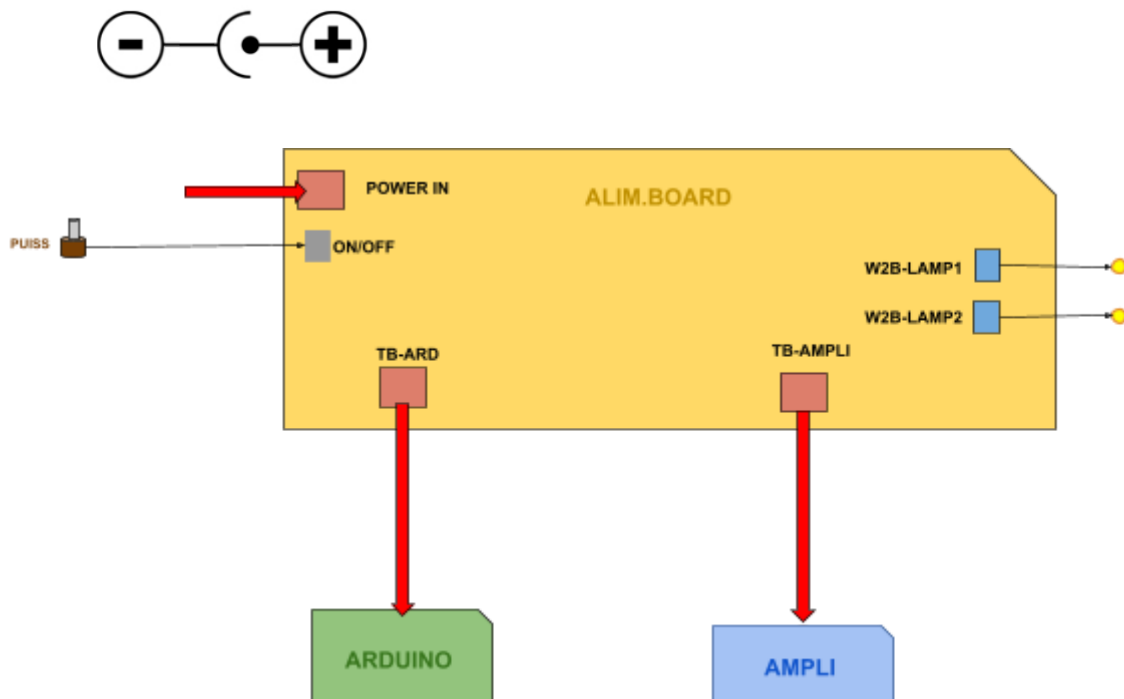 - +
POWER IN
ALIM.BOARD
PUISS
ON/OFF
W2B-LAMP1
W2B-LAMP2
TB-ARD
TB-AMPLI
ARDUINO
AMPLI